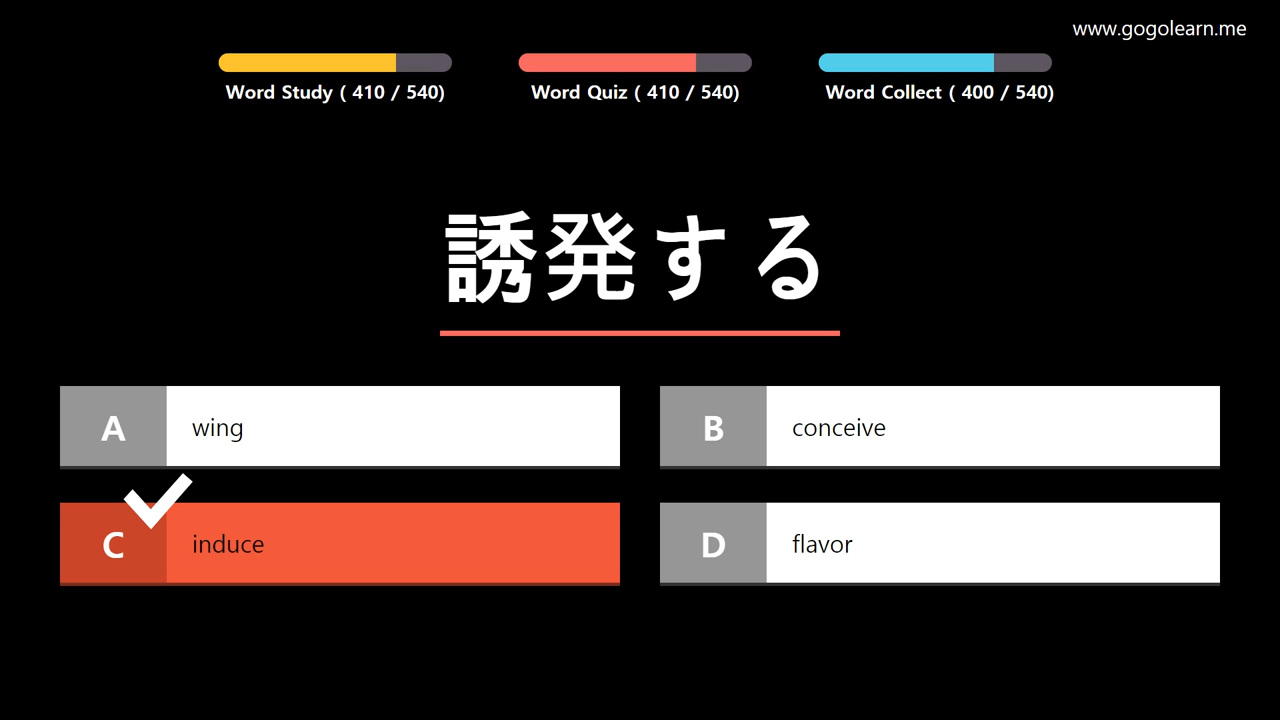 www.gogolearn.me
Word Study ( 410 / 540)
Word Quiz ( 410 / 540)
Word Collect ( 400 / 540)
誘発する
A wing
B conceive
C induce
D flavor